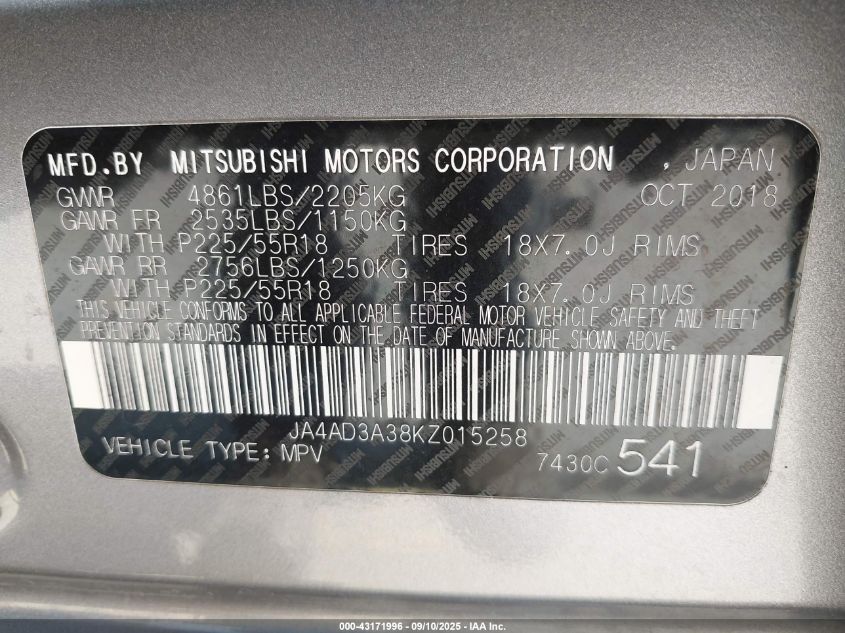 MFD.BY MITSUBISHI MOTORS CORPORATION , JAPAN
GVWR 4861LBS/2205KG OCT 2018
GAWR FR 2535LBS/1150KG
WITH P225/55R18 TIRES 18X7.0J RIMS
GAWR RR 2756LBS/1250KG
WITH P225/55R18 TIRES 18X7.0J RIMS
THIS VEHICLE CONFORMS TO ALL APPLICABLE FEDERAL MOTOR VEHICLE SAFETY AND THEFT
PREVENTION STANDARDS IN EFFECT ON THE DATE OF MANUFACTURE SHOWN ABOVE.
JA4AD3A38KZ015258
VEHICLE TYPE: MPV 7430C 541
000-43171996 - 09/10/2025 - IAA Inc.